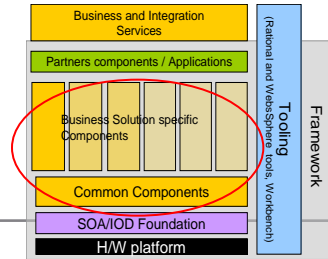 Business and Integration
Services
Partners components / Applications
Business Solution specific
Components
Common Components
SOA/IOD Foundation
H/W platform
Tooling
(Rational and WebsSphere tools, Workbench)
Framework